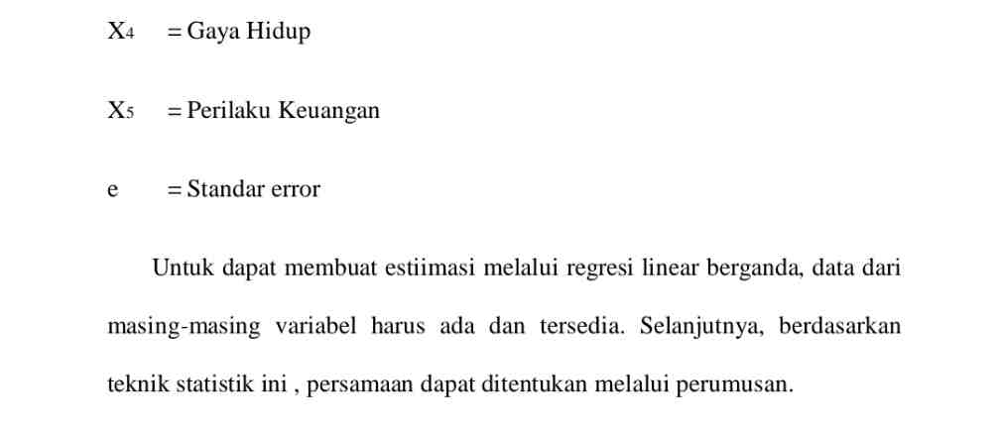 X4 = Gaya Hidup
X5 = Perilaku Keuangan
e = Standar error
Untuk dapat membuat estiimasi melalui regresi linear berganda, data dari
masing-masing variabel harus ada dan tersedia. Selanjutnya, berdasarkan
teknik statistik ini , persamaan dapat ditentukan melalui perumusan.